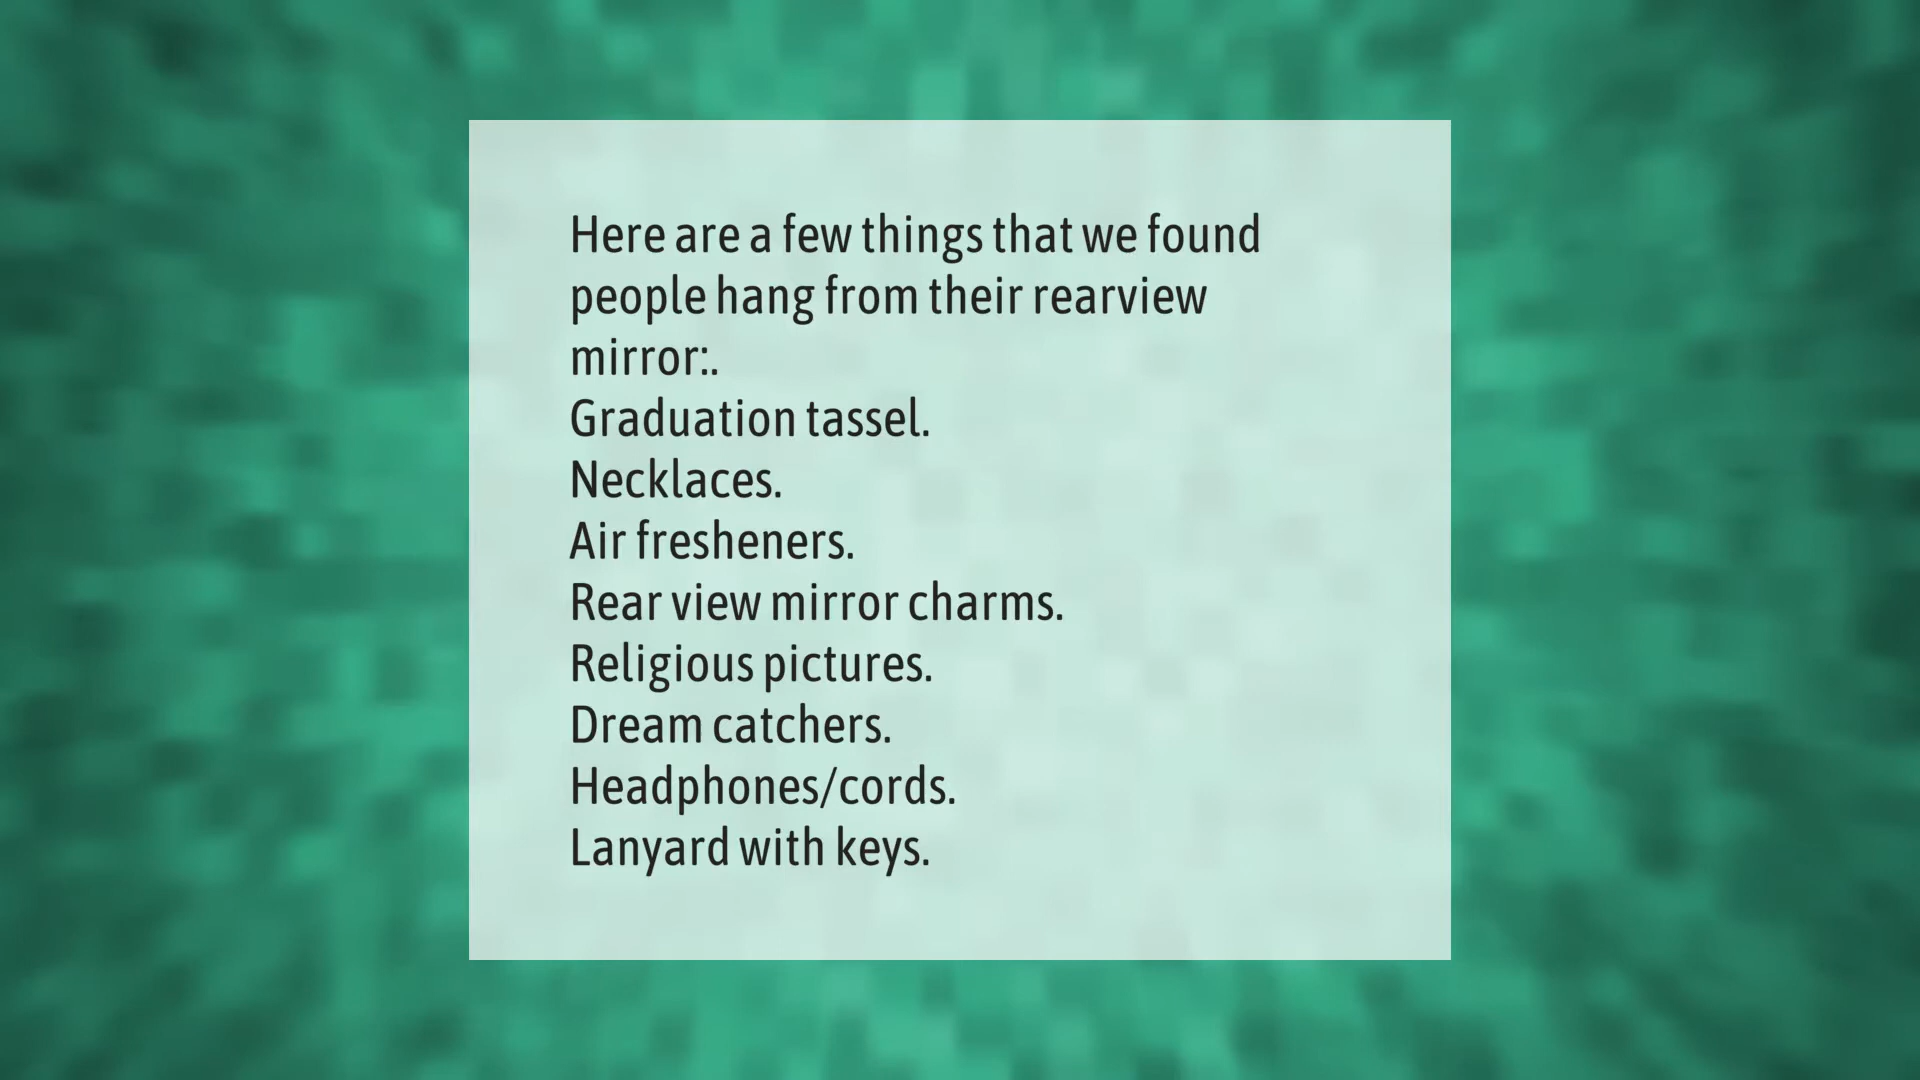 Here are a few things that we found
people hang from their rearview
mirror:.
Graduation tassel.
Necklaces.
Air fresheners.
Rear view mirror charms.
Religious pictures.
Dream catchers.
Headphones/cords.
Lanyard with keys.